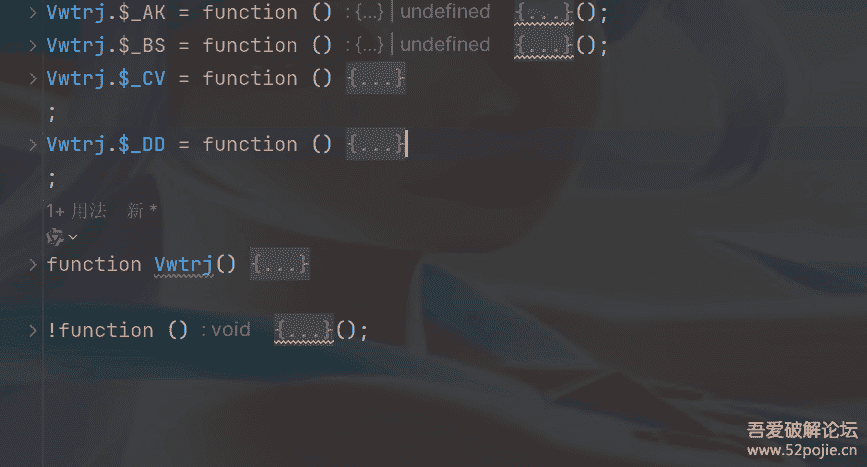 Vwtrj.$_AK = function () :{...}|undefined {...}();
Vwtrj.$_BS = function () :{...}|undefined {...}();
Vwtrj.$_CV = function () {...}
;
Vwtrj.$_DD = function () {...}
;
1+ 用法 新 *
function Vwtrj() {...}
!function () :void {...}();
吾爱破解论坛
www.52pojie.cn